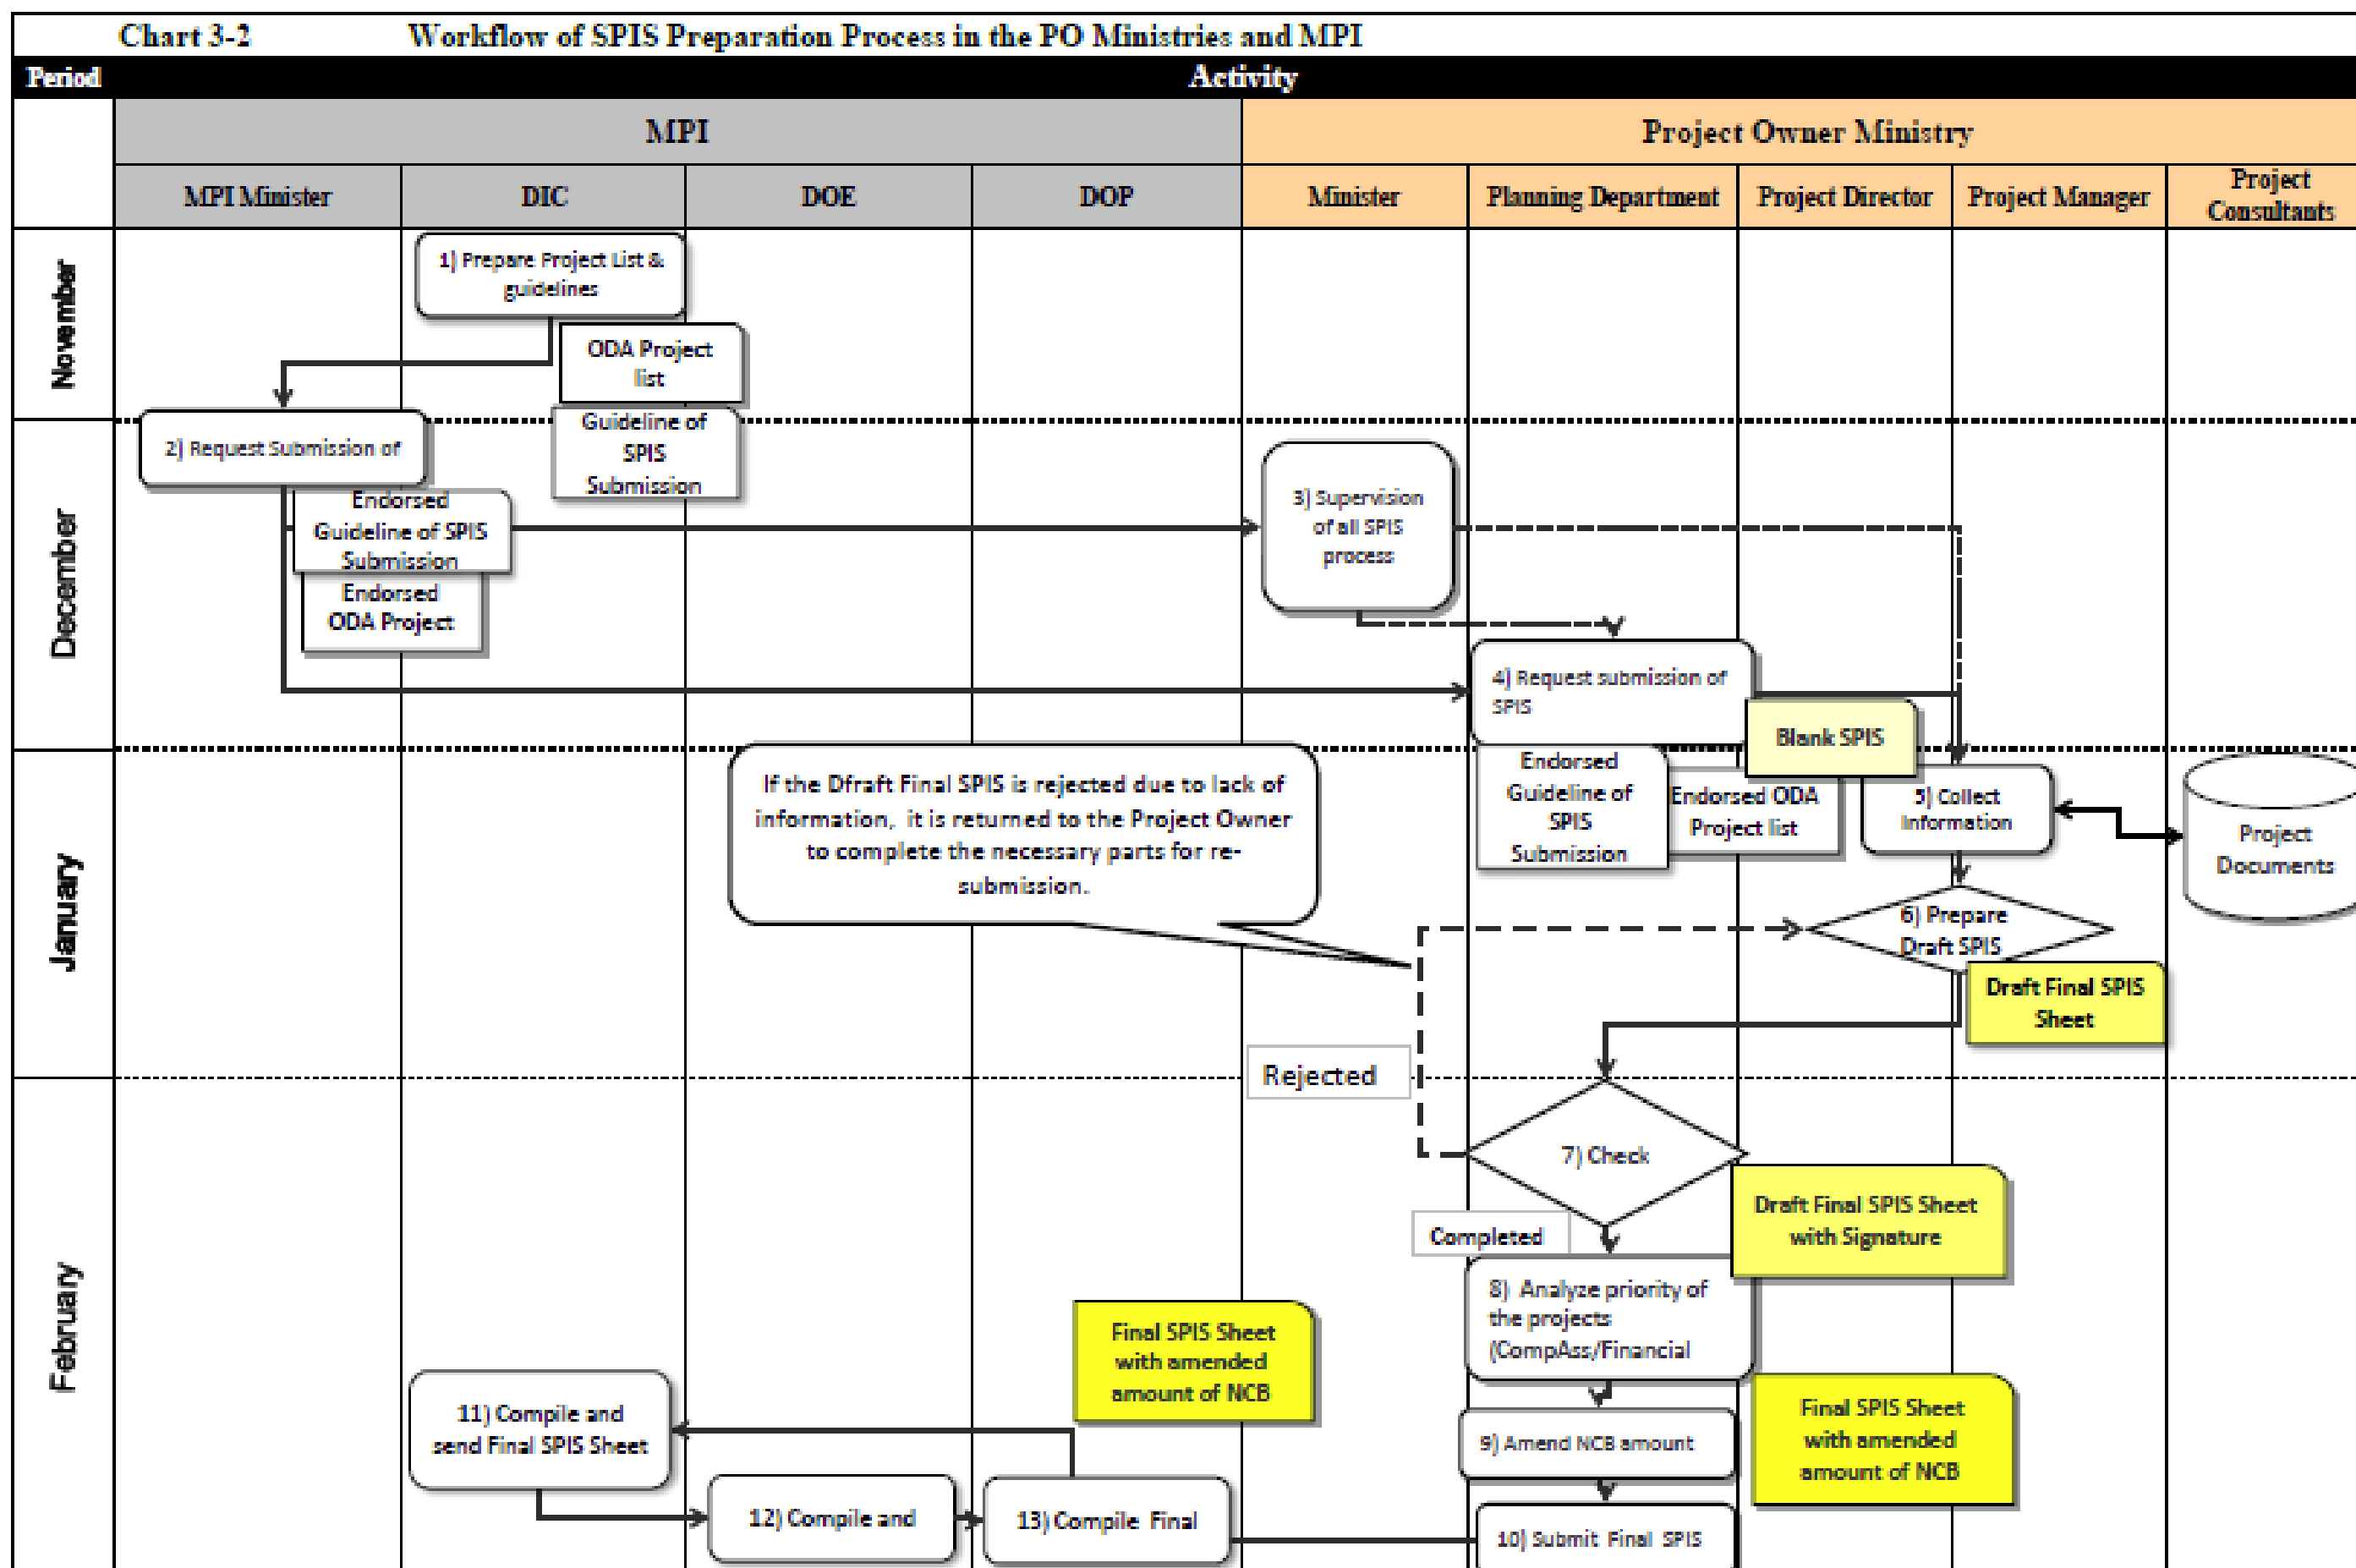 Chart 3-2 Workflow of SPIS Preparation Process in the PO Ministries and MPI
Period Activity
MPI Project Owner Ministry
MPI Minister DIC DOE DOP Minister Planning Department Project Director Project Manager Project
Consultants
November
1) Prepare Project List &
guidelines
ODA Project
list
December
2) Request Submission of
Guideline of
SPIS
Submission
Endorsed
Guideline of SPIS
Submission
Endorsed
ODA Project
3) Supervision
of all SPIS
process
4) Request submission of
SPIS
Blank SPIS
January
If the Dfraft Final SPIS is rejected due to lack of
information, it is returned to the Project Owner
to complete the necessary parts for re-
submission.
Endorsed
Guideline of
SPIS
Submission
Endorsed ODA
Project list
5) Collect
Information
Project
Documents
6) Prepare
Draft SPIS
Draft Final SPIS
Sheet
Rejected
February
7) Check
Draft Final SPIS Sheet
with Signature
Completed
8) Analyze priority of
the projects
(CompAss/Financial
Final SPIS Sheet
with amended
amount of NCB
11) Compile and
send Final SPIS Sheet
9) Amend NCB amount
Final SPIS Sheet
with amended
amount of NCB
12) Compile and
13) Compile Final
10) Submit Final SPIS